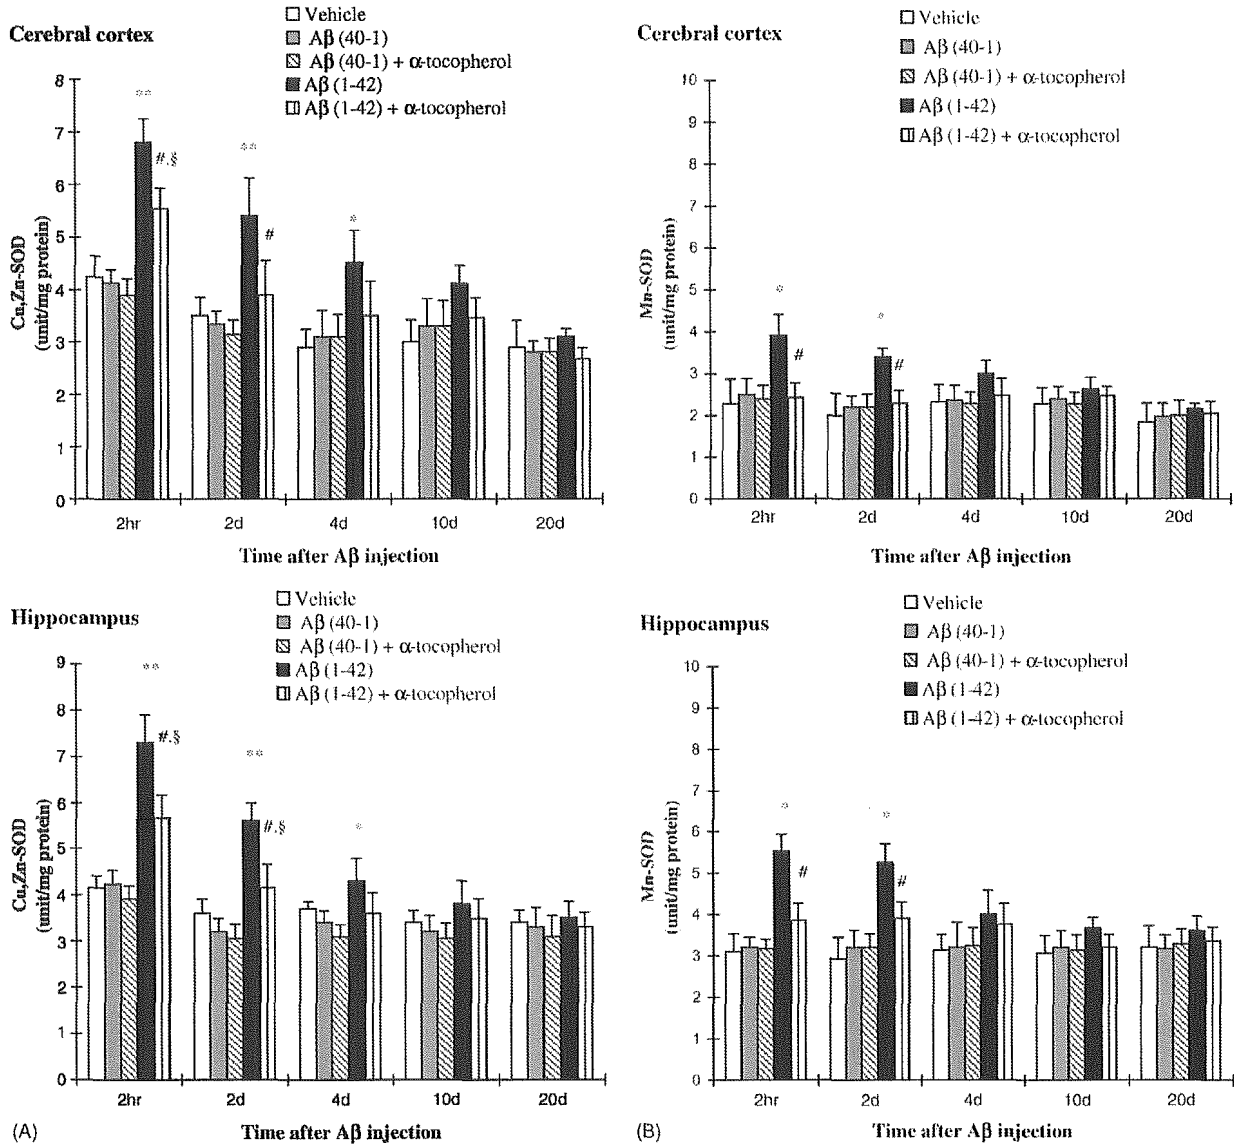 Cerebral cortex
Vehicle
Aβ (40-1)
Aβ (40-1) + α-tocopherol
Aβ (1-42)
Aβ (1-42) + α-tocopherol
Cu,Zn-SOD
(unit/mg protein)
8
7
6
5
4
3
2
1
0
**
#,§
**
#
*
2hr 2d 4d 10d 20d
Time after Aβ injection
Cerebral cortex
Vehicle
Aβ (40-1)
Aβ (40-1) + α-tocopherol
Aβ (1-42)
Aβ (1-42) + α-tocopherol
Mn-SOD
(unit/mg protein)
10
9
8
7
6
5
4
3
2
1
0
*
#
*
#
2hr 2d 4d 10d 20d
Time after Aβ injection
Hippocampus
Vehicle
Aβ (40-1)
Aβ (40-1) + α-tocopherol
Aβ (1-42)
Aβ (1-42) + α-tocopherol
Cu,Zn-SOD
(unit/mg protein)
9
8
7
6
5
4
3
2
1
0
**
#,§
**
#,§
*
2hr 2d 4d 10d 20d
(A) Time after Aβ injection
Hippocampus
Vehicle
Aβ (40-1)
Aβ (40-1) + α-tocopherol
Aβ (1-42)
Aβ (1-42) + α-tocopherol
Mn-SOD
(unit/mg protein)
10
9
8
7
6
5
4
3
2
1
0
*
#
*
#
2hr 2d 4d 10d 20d
(B) Time after Aβ injection